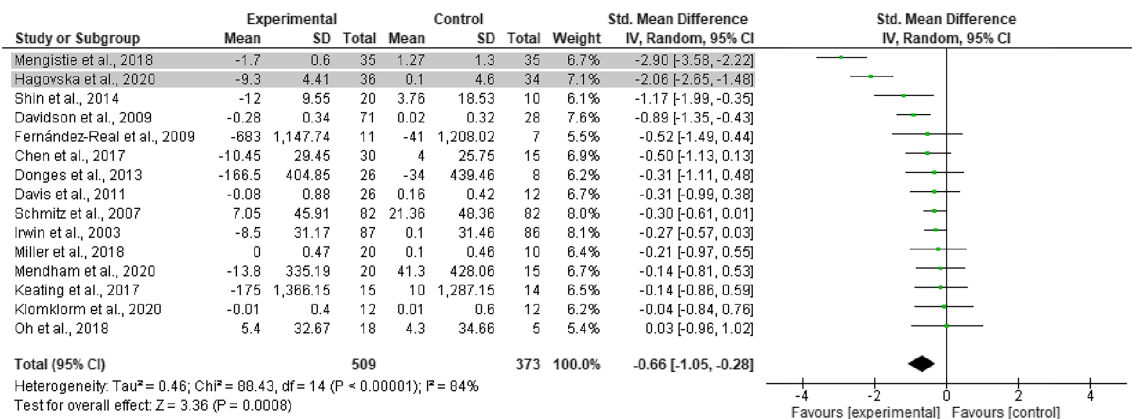 Experimental Control Std. Mean Difference Std. Mean Difference
Study or Subgroup Mean SD Total Mean SD Total Weight IV, Random, 95% CI IV, Random, 95% CI
Mengistie et al., 2018 -1.7 0.6 35 1.27 1.3 35 6.7% -2.90 [-3.58, -2.22]
Hagovska et al., 2020 -9.3 4.41 36 0.1 4.6 34 7.1% -2.06 [-2.65, -1.48]
Shin et al., 2014 -12 9.55 20 3.76 18.53 10 6.1% -1.17 [-1.99, -0.35]
Davidson et al., 2009 -0.28 0.34 71 0.02 0.32 28 7.6% -0.89 [-1.35, -0.43]
Fernández-Real et al., 2009 -683 1,147.74 11 -41 1,208.02 7 5.5% -0.52 [-1.49, 0.44]
Chen et al., 2017 -10.45 29.45 30 4 25.75 15 6.9% -0.50 [-1.13, 0.13]
Donges et al., 2013 -166.5 404.85 26 -34 439.46 8 6.2% -0.31 [-1.11, 0.48]
Davis et al., 2011 -0.08 0.88 26 0.16 0.42 12 6.6% -0.31 [-0.99, 0.38]
Schmitz et al., 2007 7.05 45.91 82 21.36 48.36 82 8.0% -0.30 [-0.61, 0.01]
Irwin et al., 2003 -8.5 31.17 87 0.1 31.46 86 8.1% -0.27 [-0.57, 0.03]
Miller et al., 2018 0 0.47 20 0.1 0.46 10 6.3% -0.21 [-0.97, 0.55]
Mendham et al., 2020 -13.8 335.19 20 41.3 428.06 15 6.7% -0.14 [-0.81, 0.53]
Keating et al., 2017 -175 1,366.15 15 10 1,287.15 14 6.5% -0.14 [-0.86, 0.59]
Klomklorm et al., 2020 -0.01 0.4 12 0.01 0.6 12 6.2% -0.04 [-0.84, 0.76]
Oh et al., 2018 5.4 32.67 18 4.3 34.66 5 5.4% 0.03 [-0.96, 1.02]
Total (95% CI) 509 373 100.0% -0.66 [-1.05, -0.28]
Heterogeneity: Tau² = 0.46; Chi² = 88.43, df = 14 (P < 0.00001); I² = 84%
Test for overall effect: Z = 3.36 (P = 0.0008)
-4 -2 0 2 4
Favours [experimental] Favours [control]